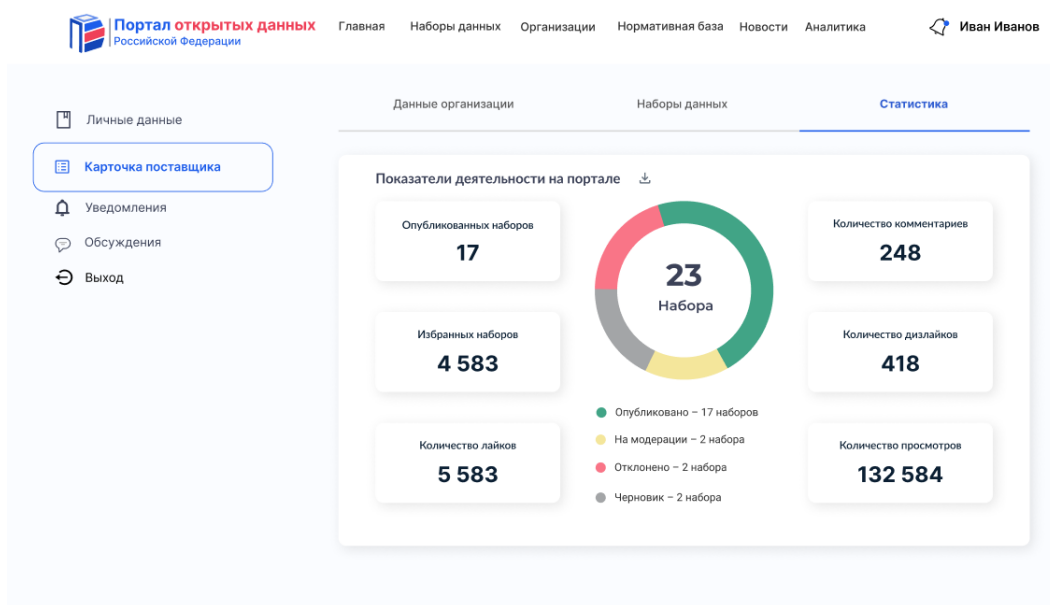 Портал открытых данных
Российской Федерации
Главная
Наборы данных
Организации
Нормативная база
Новости
Аналитика
Иван Иванов
Личные данные
Карточка поставщика
Уведомления
Обсуждения
Выход
Данные организации
Наборы данных
Статистика
Показатели деятельности на портале
Опубликованных наборов
17
Избранных наборов
4 583
Количество лайков
5 583
23
Набора
Опубликовано – 17 наборов
На модерации – 2 набора
Отклонено – 2 набора
Черновик – 2 набора
Количество комментариев
248
Количество дизлайков
418
Количество просмотров
132 584